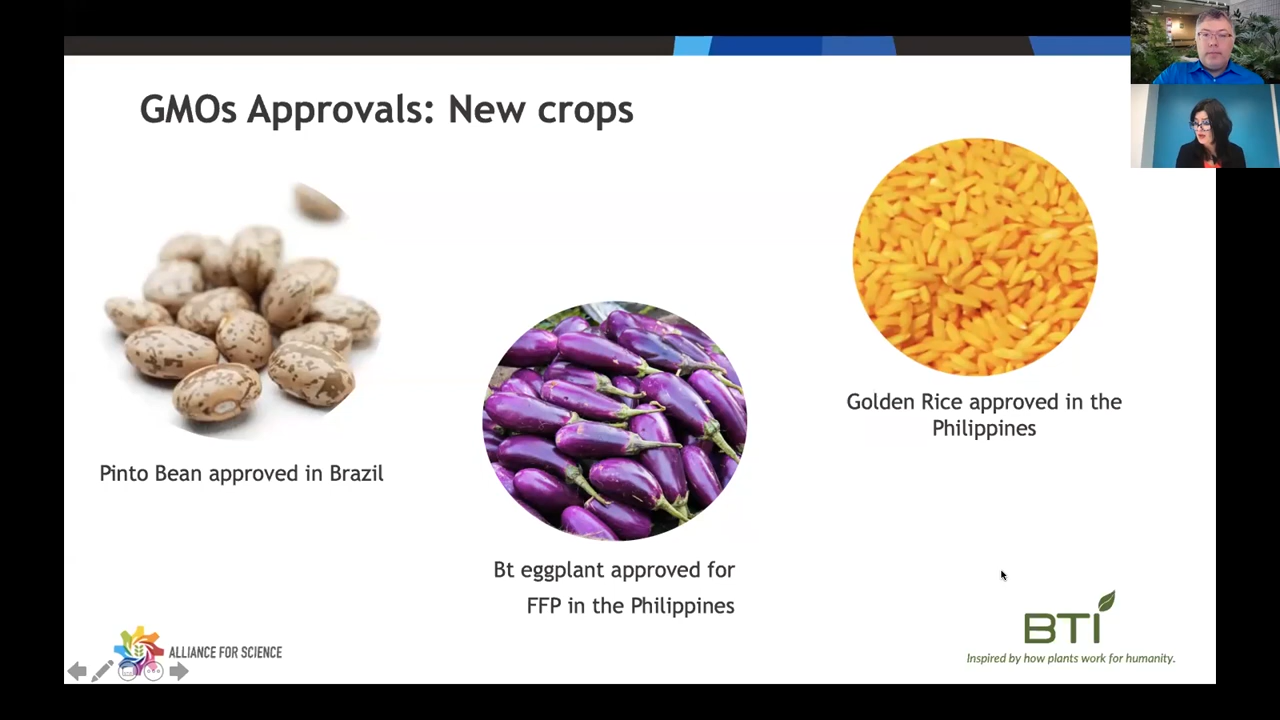 GMOs Approvals: New crops
Pinto Bean approved in Brazil
Bt eggplant approved for
FFP in the Philippines
Golden Rice approved in the
Philippines
ALLIANCE FOR SCIENCE
BTI
Inspired by how plants work for humanity.